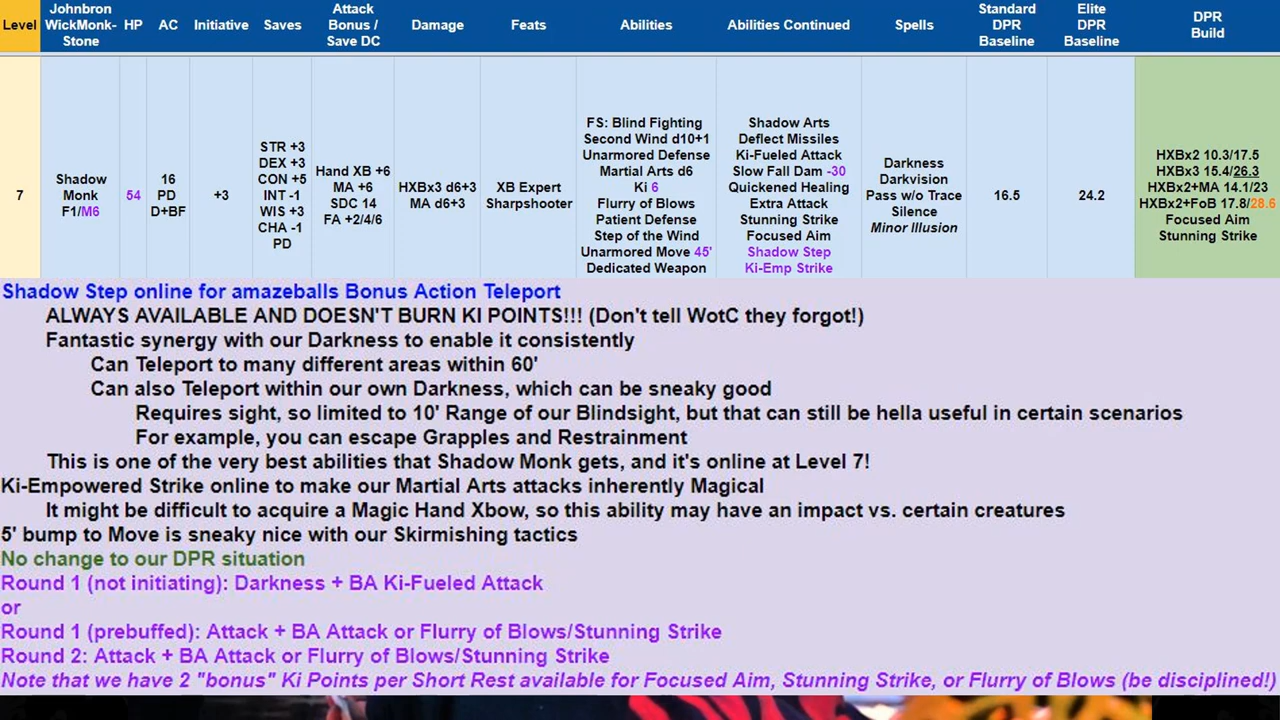 Level
Johnbron WickMonk-Stone
HP
AC
Initiative
Saves
Attack Bonus / Save DC
Damage
Feats
Abilities
Abilities Continued
Spells
Standard DPR Baseline
Elite DPR Baseline
DPR Build
7
Shadow
Monk
F1/M6
54
16
PD
D+BF
+3
STR +3
DEX +3
CON +5
INT -1
WIS +3
CHA -1
PD
Hand XB +6
MA +6
SDC 14
FA +2/4/6
HXBx3 d6+3
MA d6+3
XB Expert
Sharpshooter
FS: Blind Fighting
Second Wind d10+1
Unarmored Defense
Martial Arts d6
Ki 6
Flurry of Blows
Patient Defense
Step of the Wind
Unarmored Move 45'
Dedicated Weapon
Shadow Arts
Deflect Missiles
Ki-Fueled Attack
Slow Fall Dam -30
Quickened Healing
Extra Attack
Stunning Strike
Focused Aim
Shadow Step
Ki-Emp Strike
Darkness
Darkvision
Pass w/o Trace
Silence
Minor Illusion
16.5
24.2
HXBx2 10.3/17.5
HXBx3 15.4/26.3
HXBx2+MA 14.1/23
HXBx2+FoB 17.8/28.6
Focused Aim
Stunning Strike
Shadow Step online for amazeballs Bonus Action Teleport
ALWAYS AVAILABLE AND DOESN'T BURN KI POINTS!!! (Don't tell WotC they forgot!)
Fantastic synergy with our Darkness to enable it consistently
Can Teleport to many different areas within 60'
Can also Teleport within our own Darkness, which can be sneaky good
Requires sight, so limited to 10' Range of our Blindsight, but that can still be hella useful in certain scenarios
For example, you can escape Grapples and Restrainment
This is one of the very best abilities that Shadow Monk gets, and it's online at Level 7!
Ki-Empowered Strike online to make our Martial Arts attacks inherently Magical
It might be difficult to acquire a Magic Hand Xbow, so this ability may have an impact vs. certain creatures
5' bump to Move is sneaky nice with our Skirmishing tactics
No change to our DPR situation
Round 1 (not initiating): Darkness + BA Ki-Fueled Attack
or
Round 1 (prebuffed): Attack + BA Attack or Flurry of Blows/Stunning Strike
Round 2: Attack + BA Attack or Flurry of Blows/Stunning Strike
Note that we have 2 "bonus" Ki Points per Short Rest available for Focused Aim, Stunning Strike, or Flurry of Blows (be disciplined!)